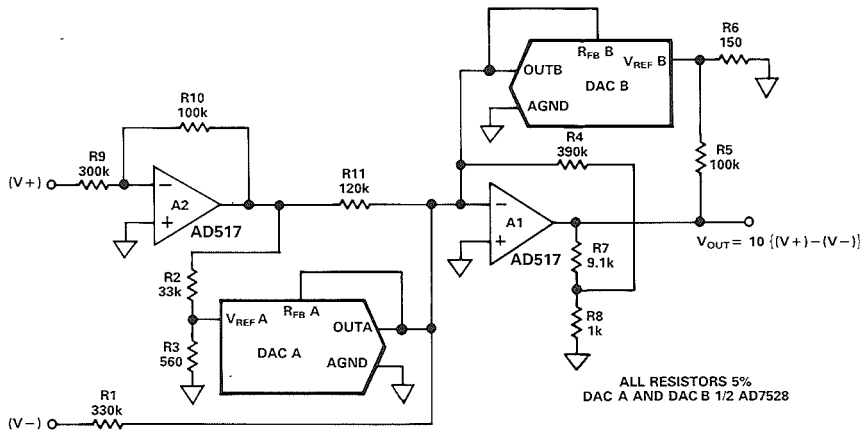 R6
150
RFB B
VREF B
OUTB
DAC B
AGND
R10
100k
R4
390k
R5
100k
R9
300k
R11
120k
(V+)
−
A2
+
AD517
−
A1
+
AD517
VOUT = 10 {(V+)−(V−)}
R7
9.1k
R2
33k
VREF A
RFB A
OUTA
DAC A
AGND
R3
560
R8
1k
R1
330k
(V−)
ALL RESISTORS 5%
DAC A AND DAC B 1/2 AD7528